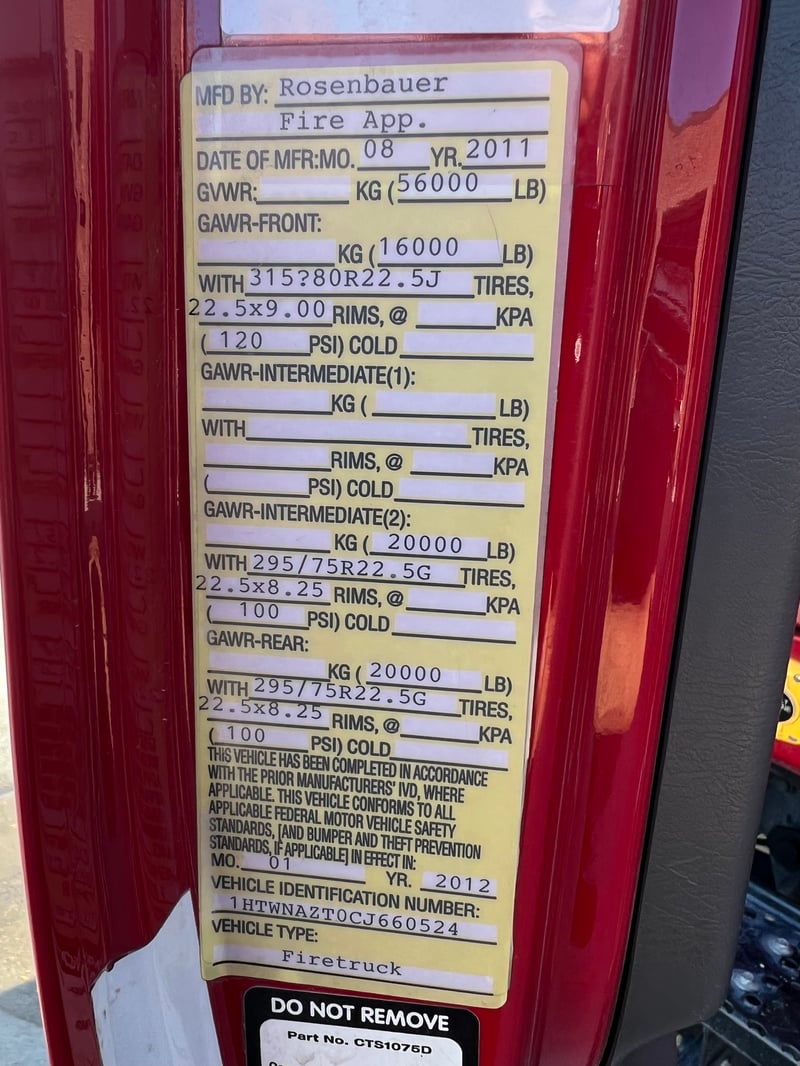 MFD BY: Rosenbauer
Fire App.
DATE OF MFR:MO. 08 YR. 2011
GVWR: KG (56000 LB)
GAWR-FRONT:
KG (16000 LB)
WITH 315?80R22.5J TIRES,
22.5x9.00 RIMS, @ KPA
( 120 PSI) COLD
GAWR-INTERMEDIATE(1):
KG ( LB)
WITH TIRES,
RIMS, @ KPA
( PSI) COLD
GAWR-INTERMEDIATE(2):
KG ( 20000 LB)
WITH 295/75R22.5G TIRES,
22.5x8.25 RIMS, @ KPA
( 100 PSI) COLD
GAWR-REAR:
KG ( 20000 LB)
WITH 295/75R22.5G TIRES,
22.5x8.25 RIMS, @ KPA
( 100 PSI) COLD
THIS VEHICLE HAS BEEN COMPLETED IN ACCORDANCE
WITH THE PRIOR MANUFACTURERS' IVD, WHERE
APPLICABLE. THIS VEHICLE CONFORMS TO ALL
APPLICABLE FEDERAL MOTOR VEHICLE SAFETY
STANDARDS, [AND BUMPER AND THEFT PREVENTION
STANDARDS, IF APPLICABLE] IN EFFECT IN:
MO. 01 YR. 2012
VEHICLE IDENTIFICATION NUMBER:
1HTWNAZT0CJ660524
VEHICLE TYPE:
Firetruck
DO NOT REMOVE
Part No. CTS1075D